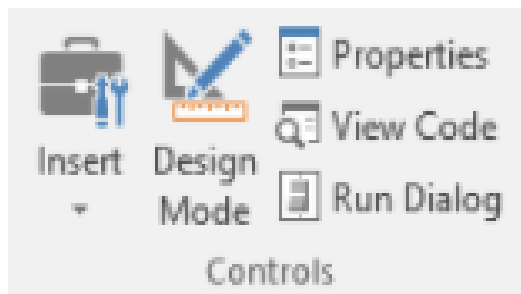 Insert
Design
Mode
Properties
View Code
Run Dialog
Controls